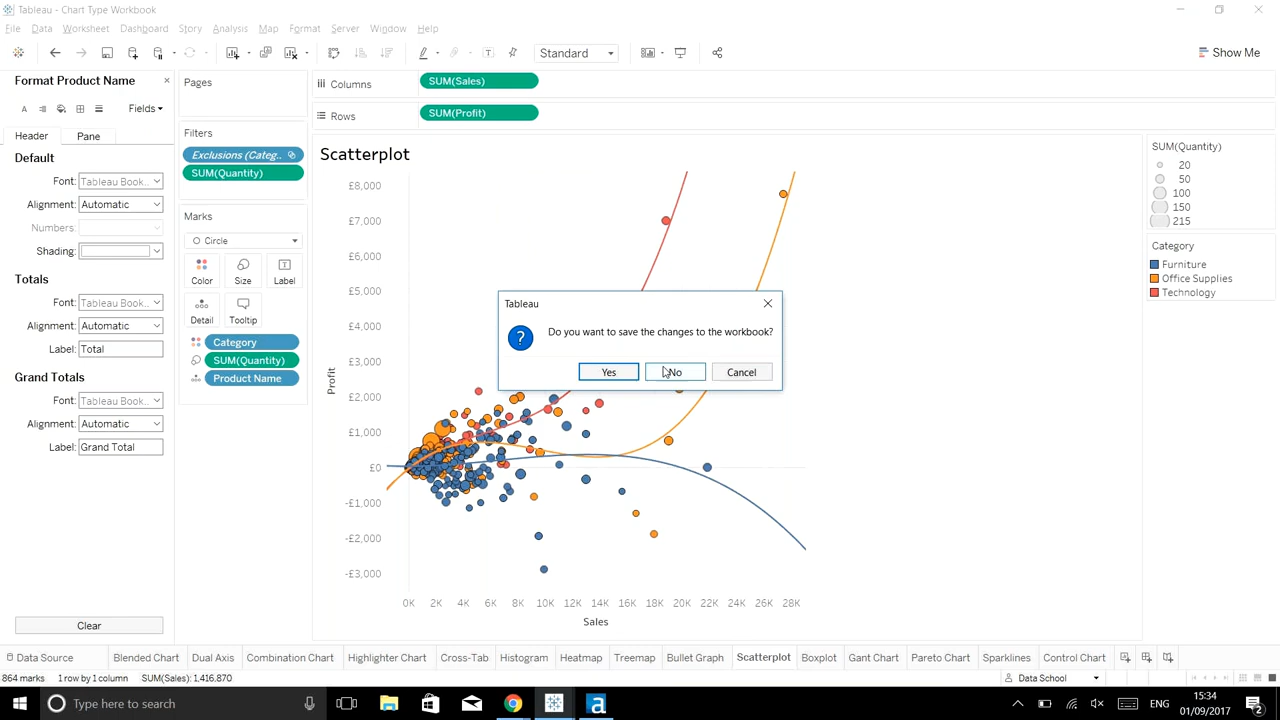 Tableau - Chart Type Workbook
File Data Worksheet Dashboard Story Analysis Map Format Server Window Help
Standard
Show Me
Format Product Name
Fields
Header Pane
Default
Font: Tableau Book...
Alignment: Automatic
Numbers:
Shading:
Totals
Font: Tableau Book...
Alignment: Automatic
Label: Total
Grand Totals
Font: Tableau Book...
Alignment: Automatic
Label: Grand Total
Clear
Pages
Filters
Exclusions (Categ..
SUM(Quantity)
Marks
Circle
Color Size Label
Detail Tooltip
Category
SUM(Quantity)
Product Name
Columns SUM(Sales)
Rows SUM(Profit)
Scatterplot
£8,000
£7,000
£6,000
£5,000
£4,000
£3,000
£2,000
£1,000
£0
-£1,000
-£2,000
-£3,000
Profit
0K 2K 4K 6K 8K 10K 12K 14K 16K 18K 20K 22K 24K 26K 28K
Sales
Tableau
Do you want to save the changes to the workbook?
Yes No Cancel
SUM(Quantity)
20
50
100
150
215
Category
Furniture
Office Supplies
Technology
Data Source Blended Chart Dual Axis Combination Chart Highlighter Chart Cross-Tab Histogram Heatmap Treemap Bullet Graph Scatterplot Boxplot Gant Chart Pareto Chart Sparklines Control Chart
864 marks 1 row by 1 column SUM(Sales): 1,416,870 Data School
Type here to search
ENG
15:34
01/09/2017
2